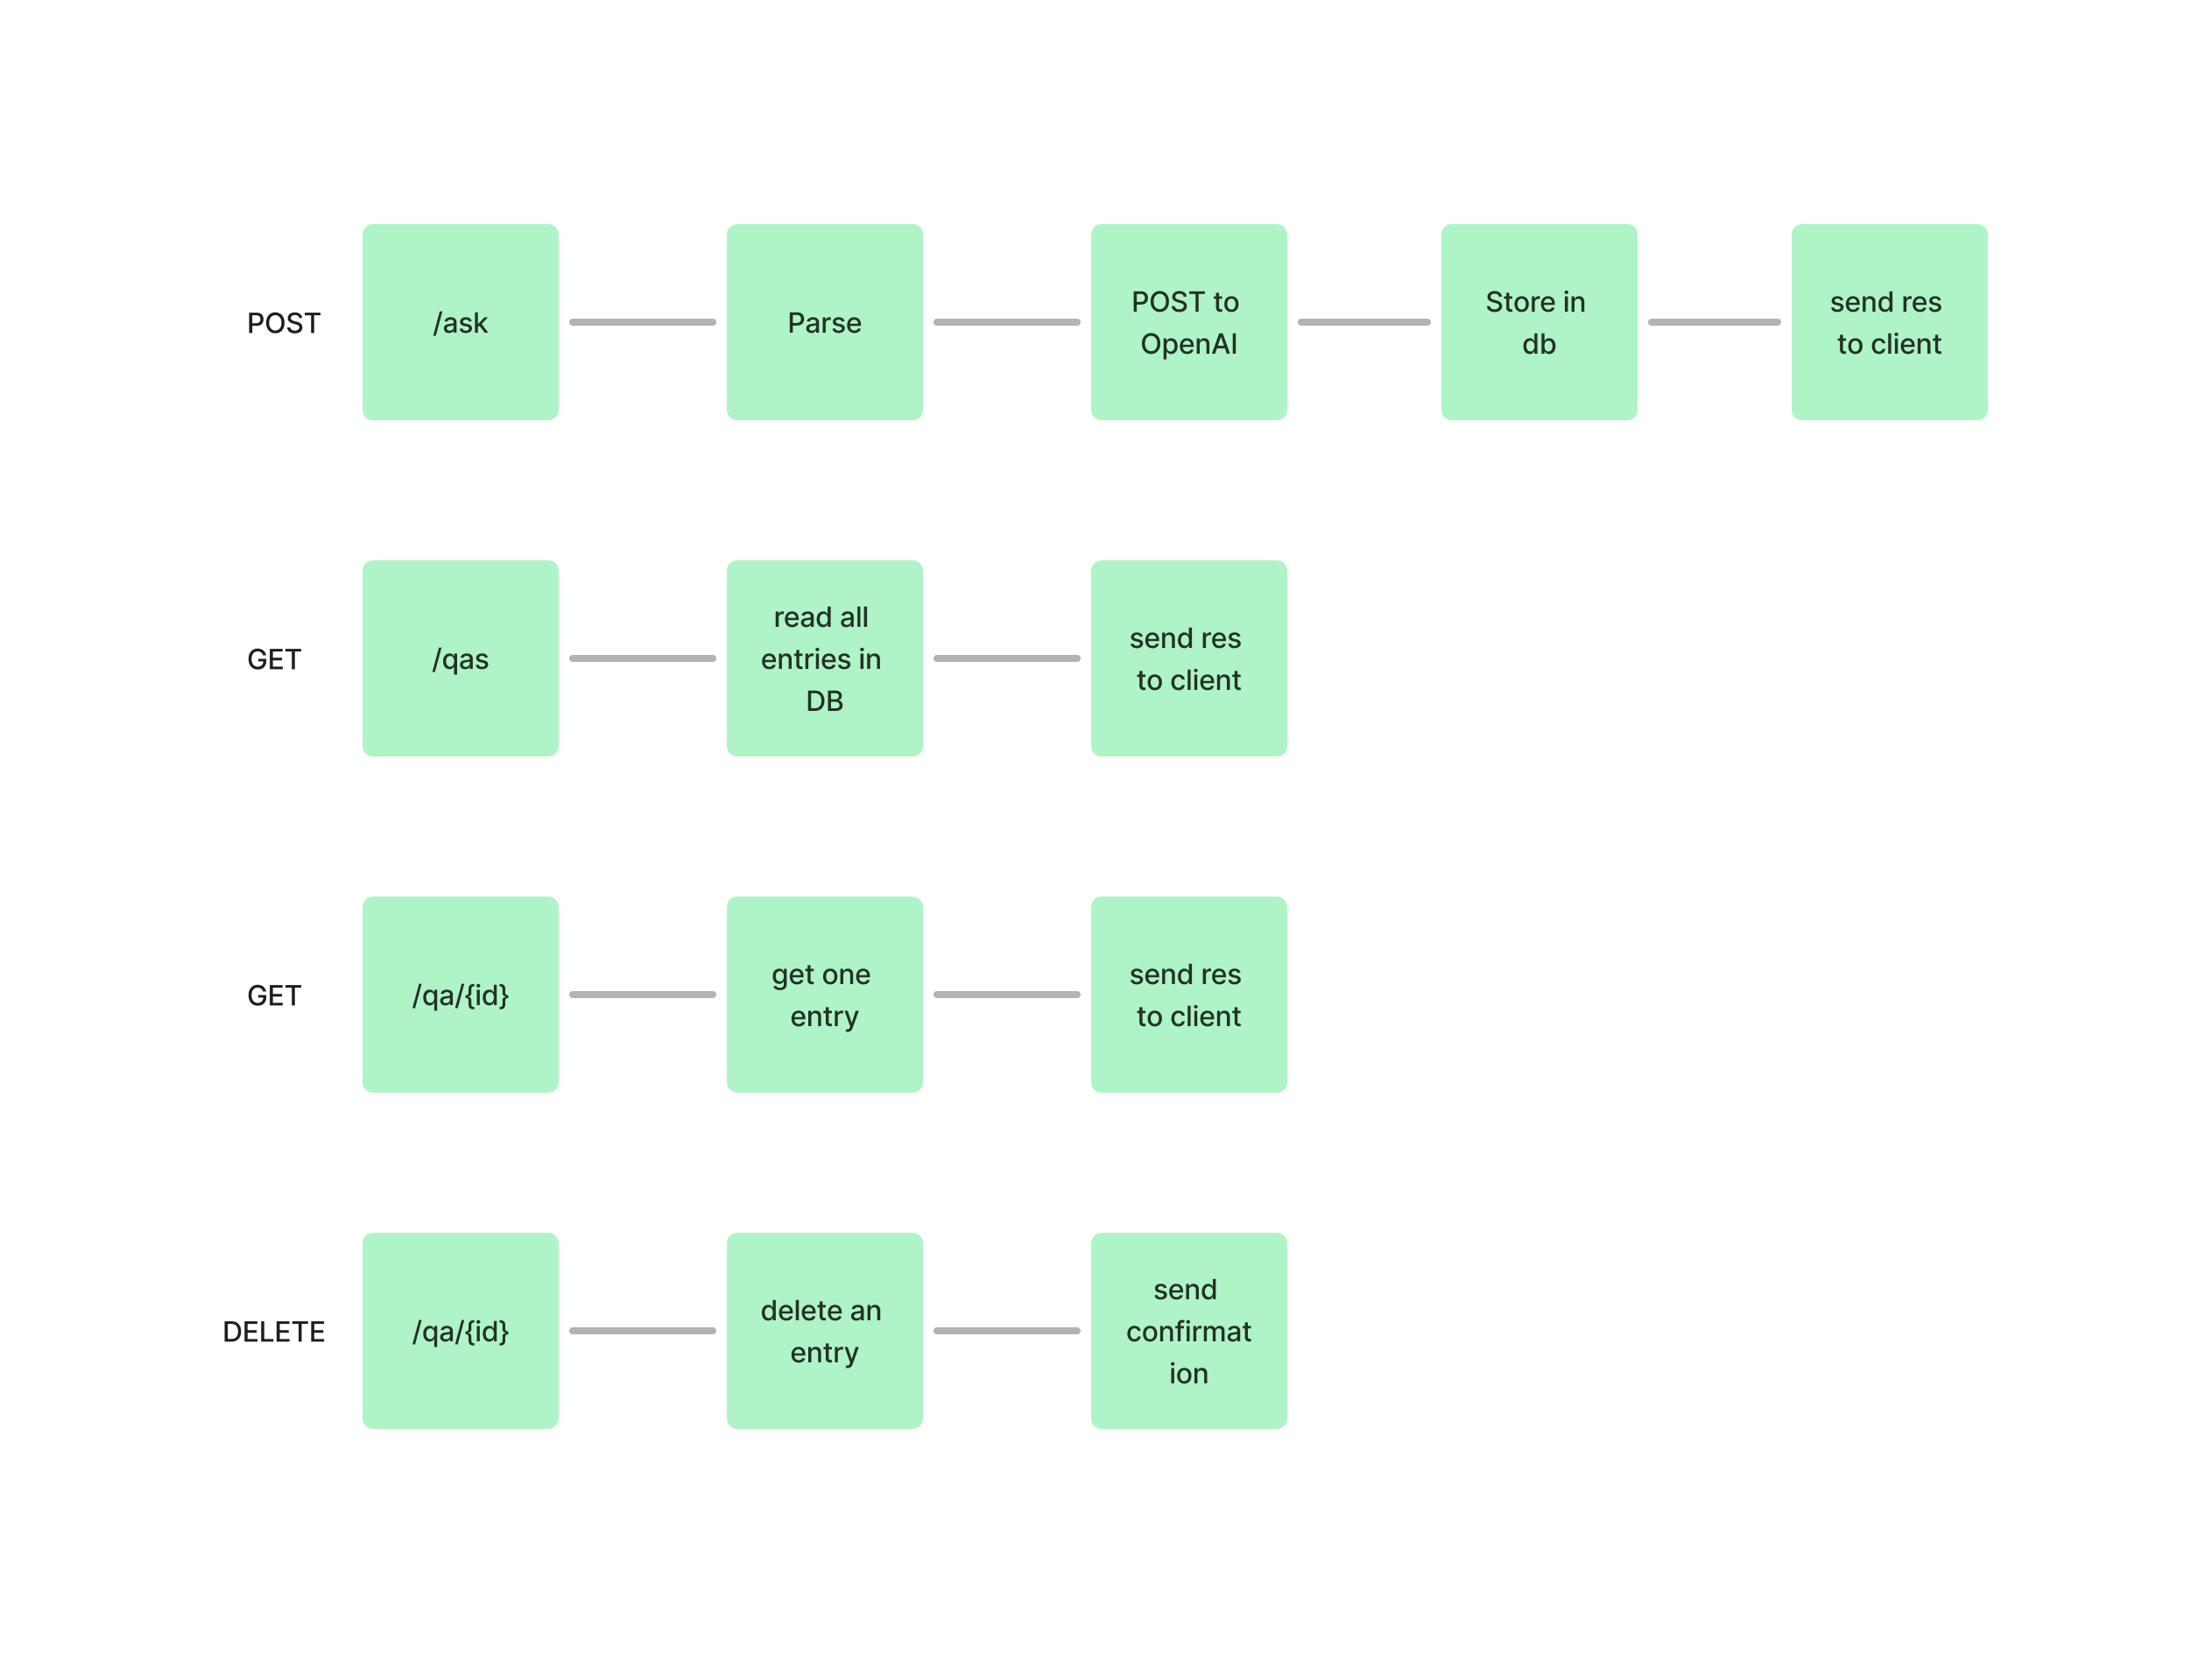 POST
/ask
Parse
POST to
OpenAI
Store in
db
send res
to client
GET
/qas
read all
entries in
DB
send res
to client
GET
/qa/{id}
get one
entry
send res
to client
DELETE
/qa/{id}
delete an
entry
send
confirmat
ion